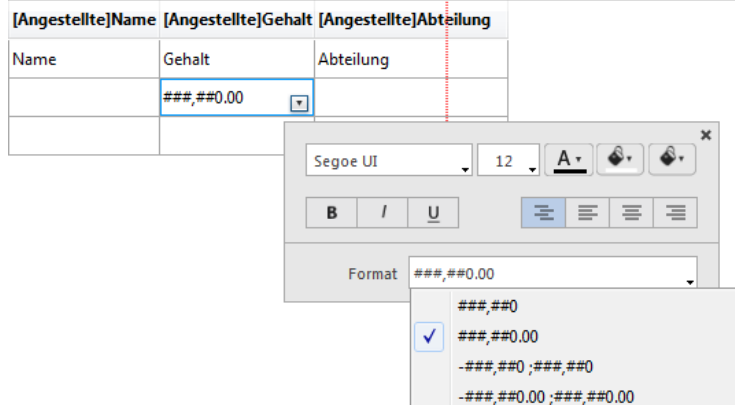 [Angestellte]Name [Angestellte]Gehalt [Angestellte]Abteilung
Name Gehalt Abteilung
###,##0.00
Segoe UI 12 A
B I U
Format ###,##0.00
###,##0
###,##0.00
-###,##0 ;###,##0
-###,##0.00 ;###,##0.00